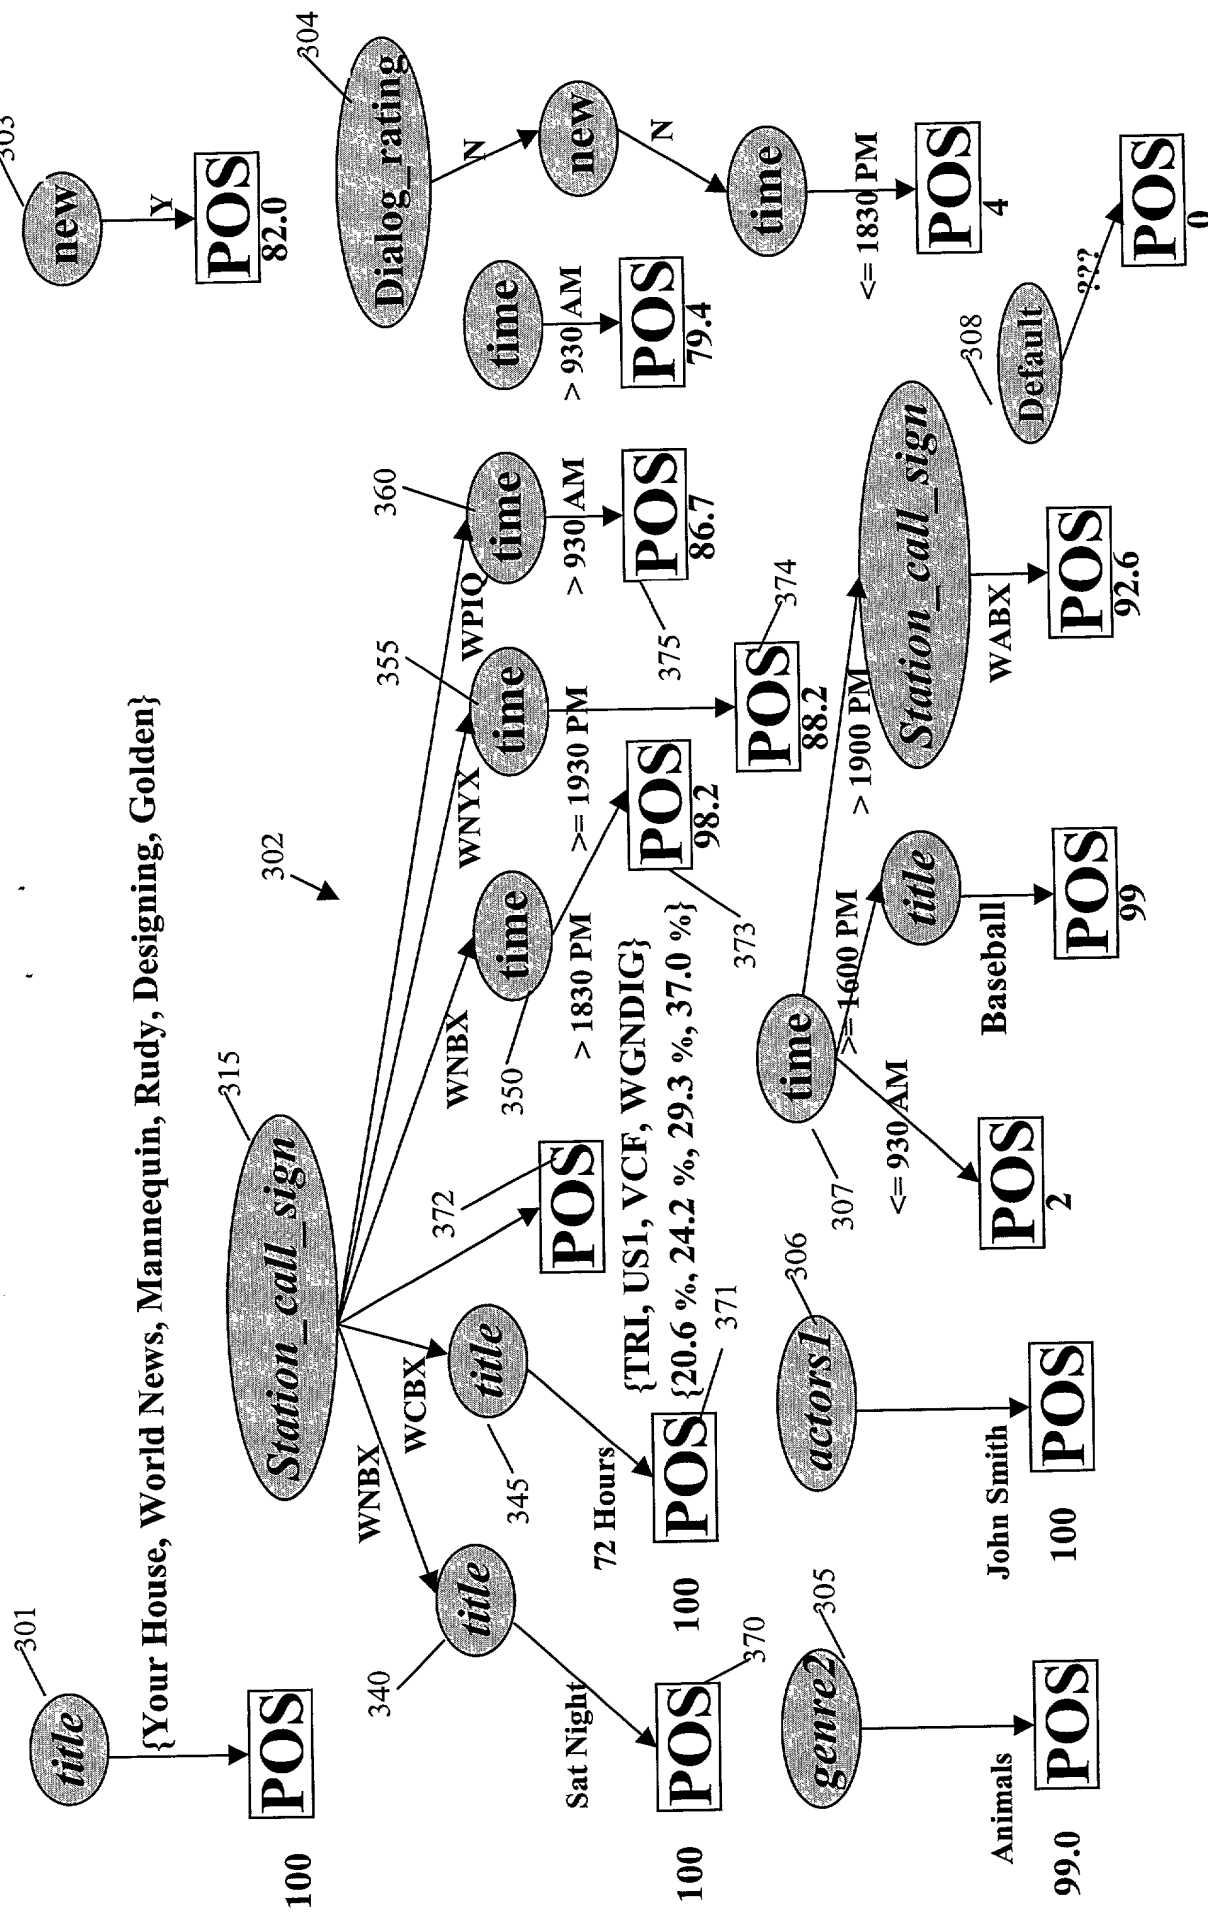 301
title
{Your House, World News, Mannequin, Rudy, Designing, Golden}
POS
100
303
new
Y
POS
82.0
302
315
Station_call_sign
WNBX
WCBX
WNBX
WNYX
WPIQ
340
title
Sat Night
POS
100
370
345
title
72 Hours
POS
100
371
372
POS
{TRI, US1, VCF, WGNDIG}
{20.6 %, 24.2 %, 29.3 %, 37.0 %}
350
time
> 1830 PM
POS
98.2
373
355
time
>= 1930 PM
POS
88.2
374
360
time
> 930 AM
POS
86.7
375
time
> 930 AM
POS
79.4
304
Dialog_rating
N
new
N
time
<= 1830 PM
POS
4
305
genre2
Animals
POS
99.0
306
actors1
John Smith
POS
100
307
time
<= 930 AM
POS
2
>= 1600 PM
title
Baseball
POS
99
> 1900 PM
Station_call_sign
WABX
POS
92.6
308
Default
???
POS
0